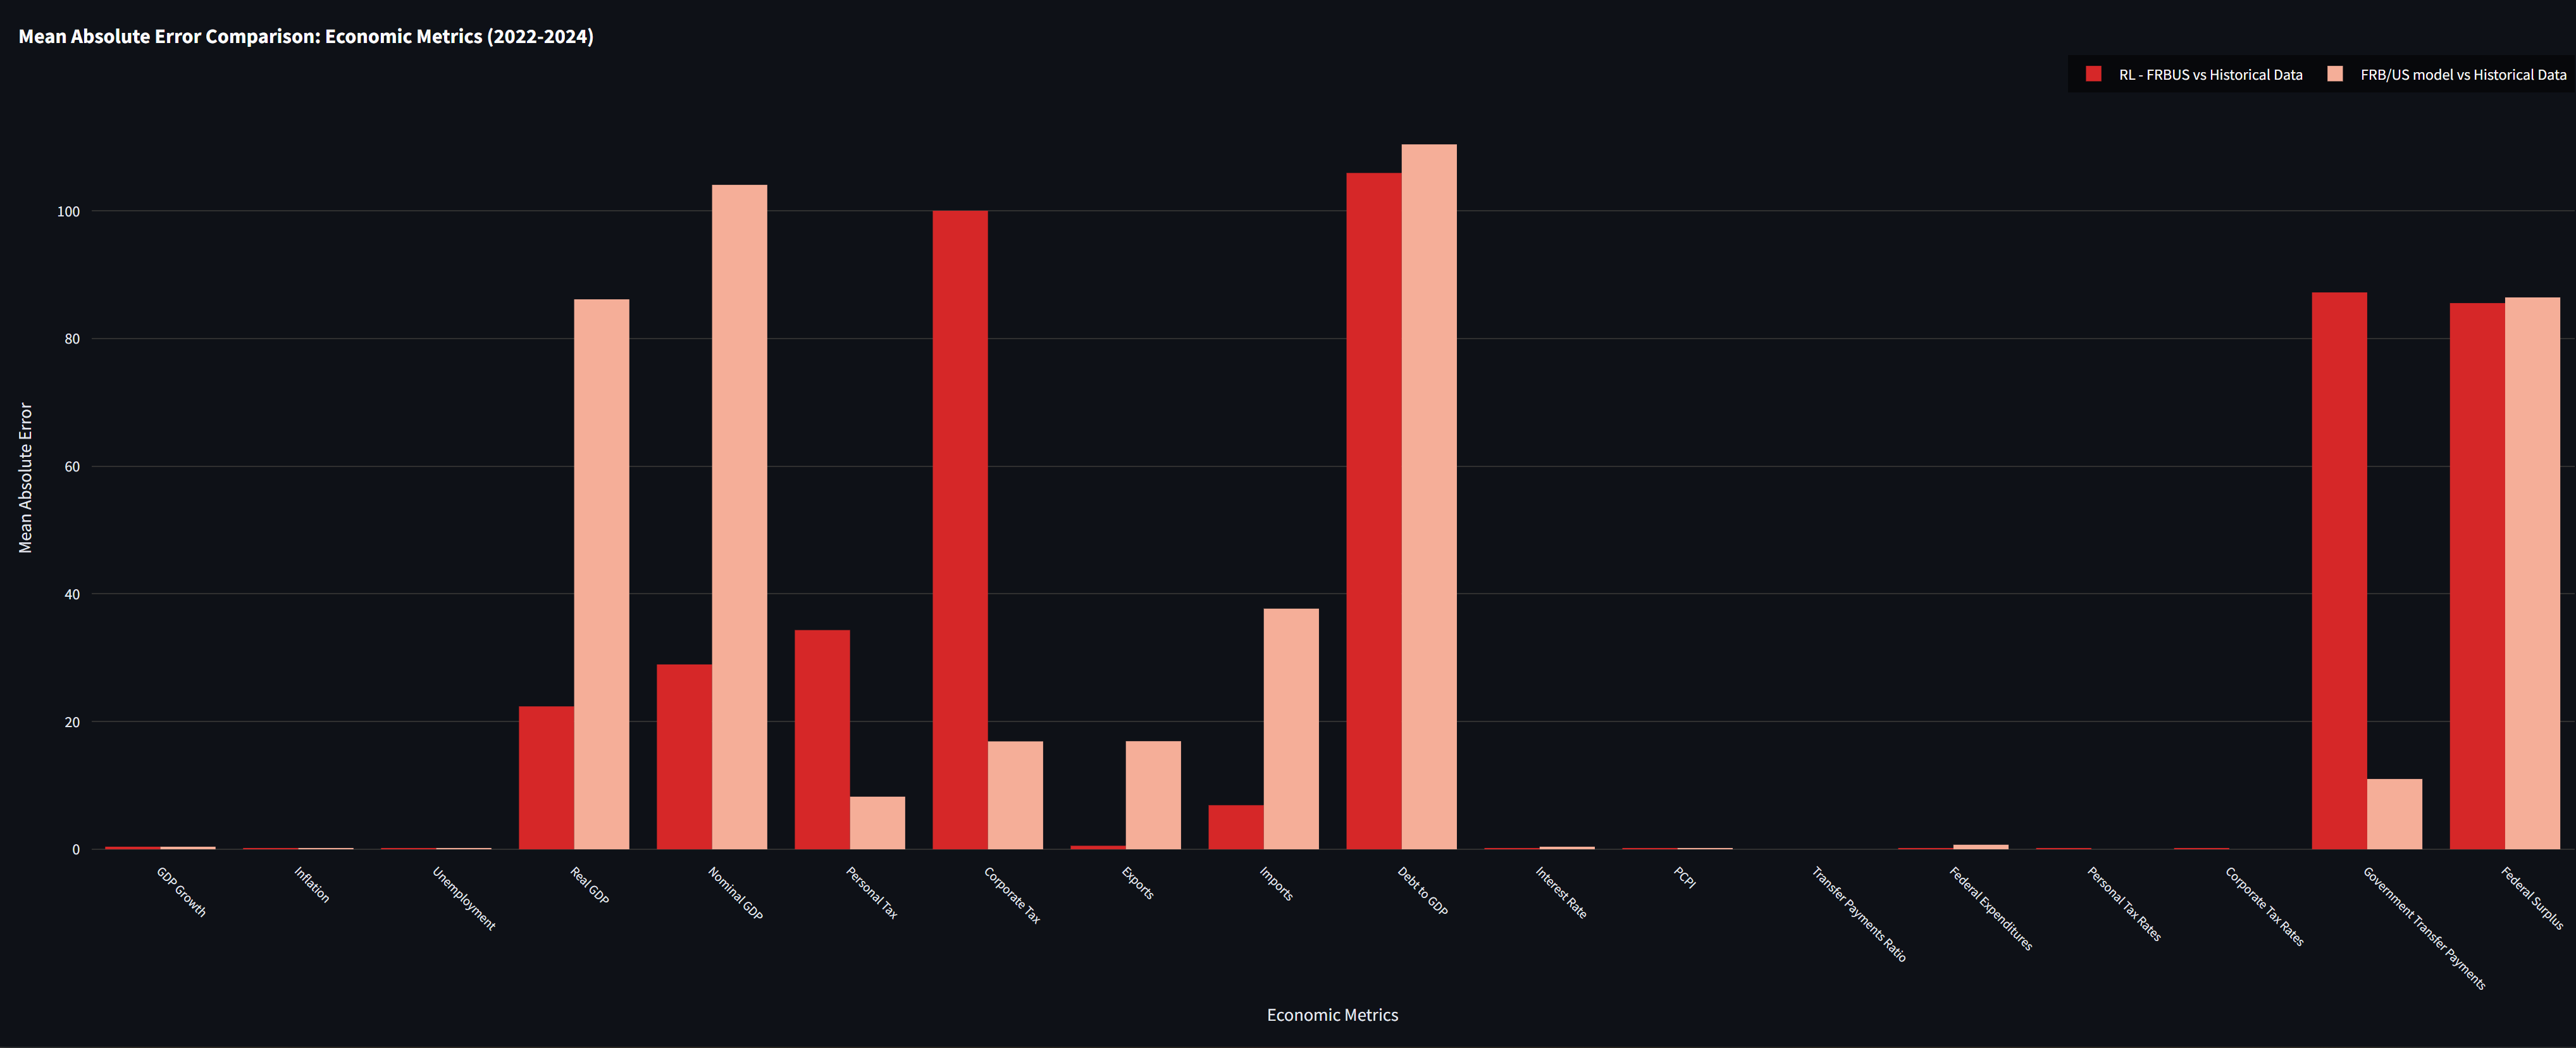 Mean Absolute Error Comparison: Economic Metrics (2022-2024)
RL - FRBUS vs Historical Data
FRB/US model vs Historical Data
100
80
60
40
20
0
Mean Absolute Error
GDP Growth
Inflation
Unemployment
Real GDP
Nominal GDP
Personal Tax
Corporate Tax
Exports
Imports
Debt to GDP
Interest Rate
PCPI
Transfer Payments Ratio
Federal Expenditures
Personal Tax Rates
Corporate Tax Rates
Government Transfer Payments
Federal Surplus
Economic Metrics